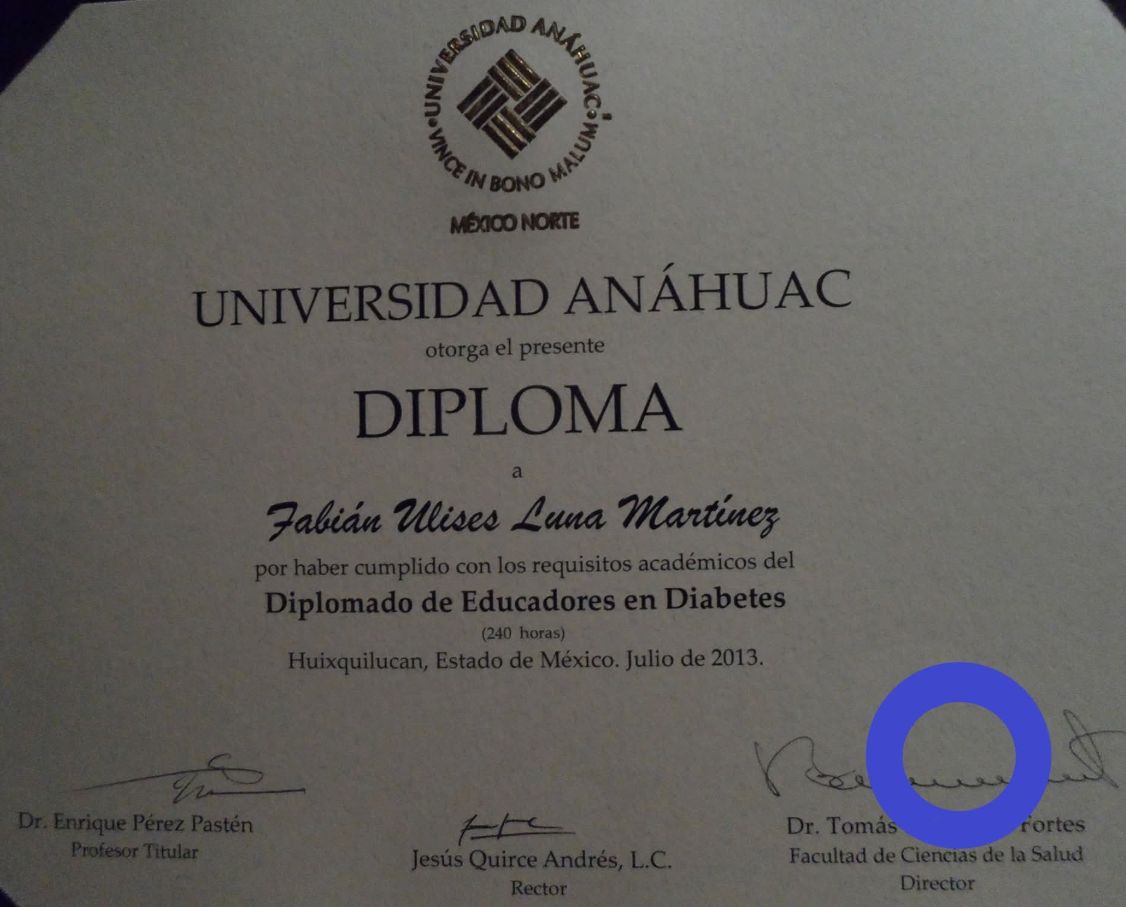 UNIVERSIDAD ANÁHUAC
VINCE IN BONO MALUM
MÉXICO NORTE
UNIVERSIDAD ANÁHUAC
otorga el presente
DIPLOMA
a
Fabián Ulises Luna Martínez
por haber cumplido con los requisitos académicos del
Diplomado de Educadores en Diabetes
(240 horas)
Huixquilucan, Estado de México. Julio de 2013.
Dr. Enrique Pérez Pastén
Profesor Titular
Jesús Quirce Andrés, L.C.
Rector
Dr. Tomás Fortes
Facultad de Ciencias de la Salud
Director